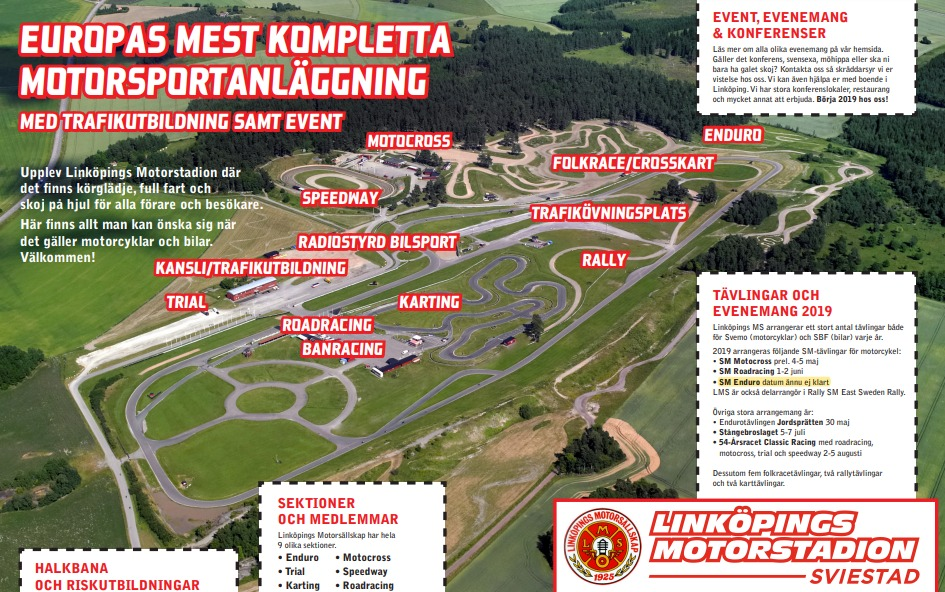 EUROPAS MEST KOMPLETTA
MOTORSPORTANLÄGGNING
MED TRAFIKUTBILDNING SAMT EVENT
Upplev Linköpings Motorstadion där
det finns körglädje, full fart och
skoj på hjul för alla förare och besökare.
Här finns allt man kan önska sig när
det gäller motorcyklar och bilar.
Välkommen!
MOTOCROSS
ENDURO
FOLKRACE/CROSSKART
SPEEDWAY
TRAFIKÖVNINGSPLATS
RADIOSTYRD BILSPORT
RALLY
KANSLI/TRAFIKUTBILDNING
TRIAL
KARTING
ROADRACING
BANRACING
EVENT, EVENEMANG
& KONFERENSER
Läs mer om alla olika evenemang på vår hemsida.
Gäller det konferens, svensexa, möhippa eller ska ni
bara ha galet skoj? Kontakta oss så skräddarsyr vi er
vistelse hos oss. Vi kan även hjälpa er med boende i
Linköping. Vi har stora konferenslokaler, restaurang
och mycket annat att erbjuda. Börja 2019 hos oss!
TÄVLINGAR OCH
EVENEMANG 2019
Linköpings MS arrangerar ett stort antal tävlingar både
för Svemo (motorcyklar) och SBF (bilar) varje år.
2019 arrangeras följande SM-tävlingar för motorcykel:
• SM Motocross prel. 4-5 maj
• SM Roadracing 1-2 juni
• SM Enduro datum ännu ej klart
LMS är också delarrangör i Rally SM East Sweden Rally.
Övriga stora arrangemang är:
• Endurotävlingen Jordsprätten 30 maj
• Stångebroslaget 5-7 juli
• 54-Årsracet Classic Racing med roadracing,
motocross, trial och speedway 2-5 augusti
Dessutom fem folkracetävlingar, två rallytävlingar
och två karttävlingar.
SEKTIONER
OCH MEDLEMMAR
Linköpings Motorsällskap har hela
9 olika sektioner.
• Enduro • Motocross
• Trial • Speedway
• Karting • Roadracing
HALKBANA
OCH RISKUTBILDNINGAR
LINKÖPINGS MOTORSÄLLSKAP
L M S
1925
LINKÖPINGS
MOTORSTADION
SVIESTAD